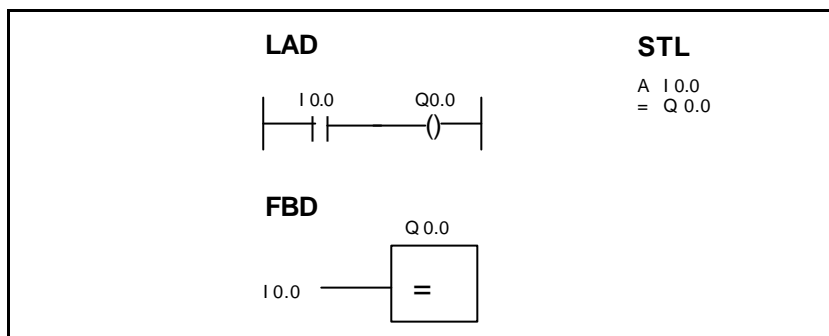 LAD
I 0.0 Q0.0
()
FBD
Q 0.0
I 0.0
=
STL
A I 0.0
= Q 0.0